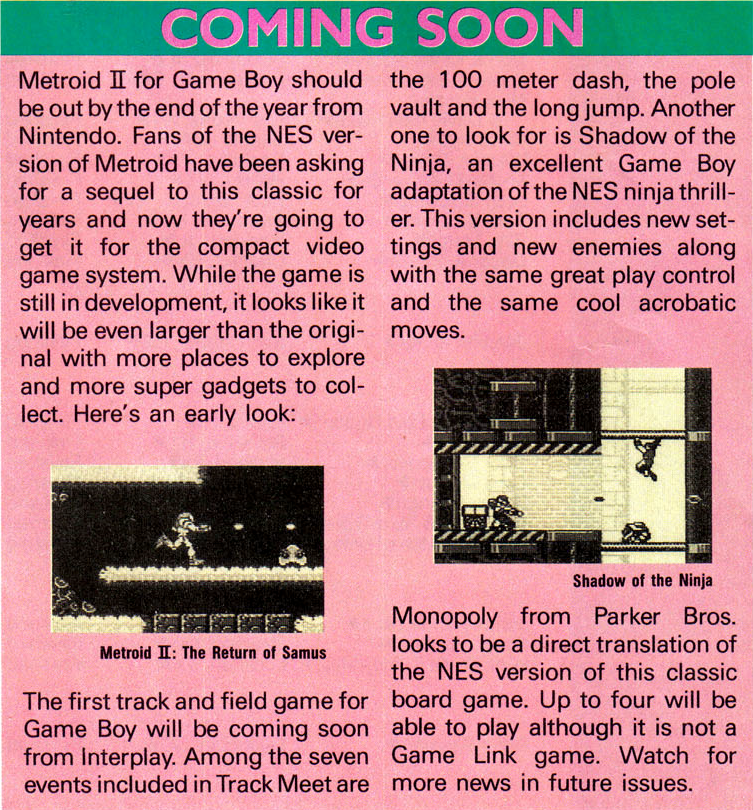 COMING SOON
Metroid II for Game Boy should
be out by the end of the year from
Nintendo. Fans of the NES ver-
sion of Metroid have been asking
for a sequel to this classic for
years and now they're going to
get it for the compact video
game system. While the game is
still in development, it looks like it
will be even larger than the origi-
nal with more places to explore
and more super gadgets to col-
lect. Here's an early look:
Metroid II: The Return of Samus
The first track and field game for
Game Boy will be coming soon
from Interplay. Among the seven
events included in Track Meet are
the 100 meter dash, the pole
vault and the long jump. Another
one to look for is Shadow of the
Ninja, an excellent Game Boy
adaptation of the NES ninja thrill-
er. This version includes new set-
tings and new enemies along
with the same great play control
and the same cool acrobatic
moves.
Shadow of the Ninja
Monopoly from Parker Bros.
looks to be a direct translation of
the NES version of this classic
board game. Up to four will be
able to play although it is not a
Game Link game. Watch for
more news in future issues.